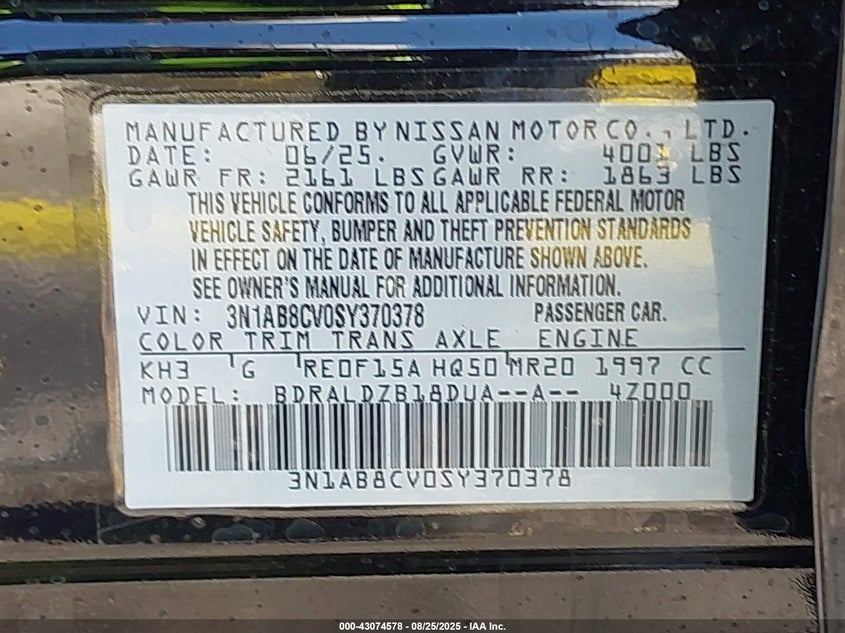 MANUFACTURED BY NISSAN MOTOR CO., LTD.
DATE: 06/25. GVWR: 4001 LBS
GAWR FR: 2161 LBS GAWR RR: 1863 LBS
THIS VEHICLE CONFORMS TO ALL APPLICABLE FEDERAL MOTOR
VEHICLE SAFETY, BUMPER AND THEFT PREVENTION STANDARDS
IN EFFECT ON THE DATE OF MANUFACTURE SHOWN ABOVE.
SEE OWNER'S MANUAL FOR ADDITIONAL INFORMATION.
VIN: 3N1AB8CV0SY370378 PASSENGER CAR.
COLOR TRIM TRANS AXLE ENGINE
KH3 G RE0F15A HQ50 MR20 1997 CC
MODEL: BDRALDZB18DUA--A-- 4Z000
3N1AB8CV0SY370378
000-43074578 - 08/25/2025 - IAA Inc.